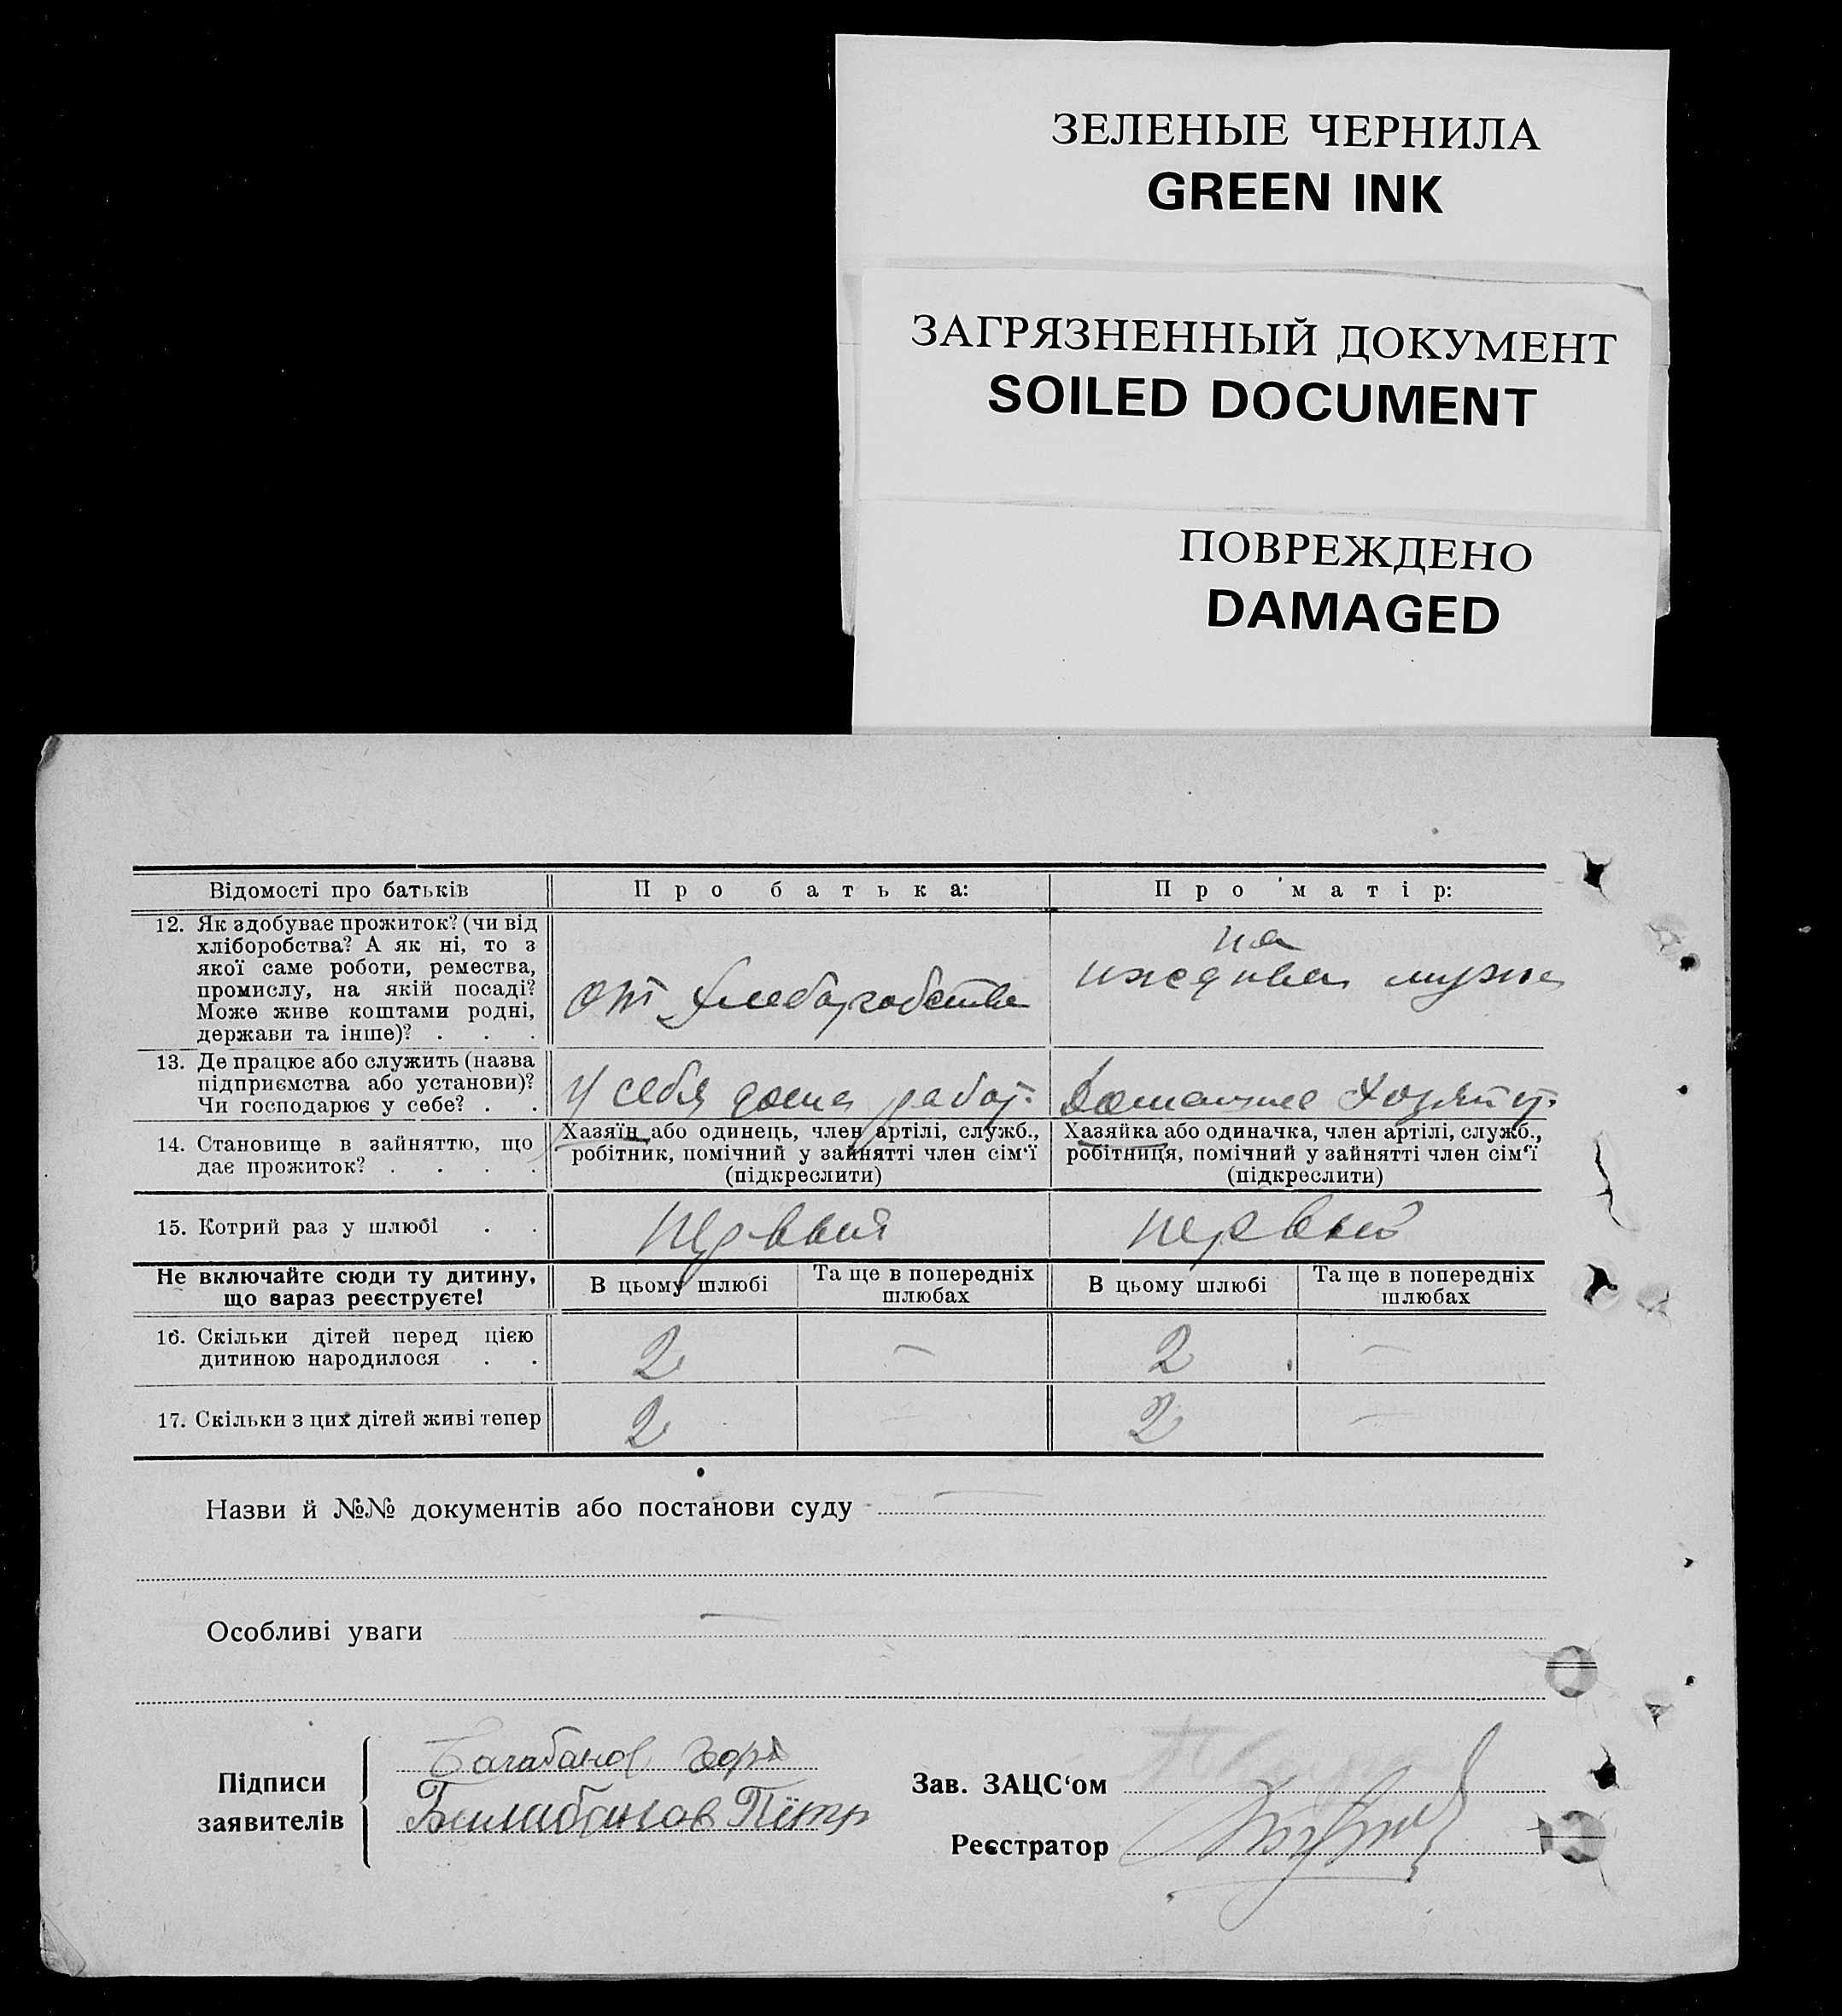 ЗЕЛЕНЫЕ ЧЕРНИЛА
GREEN INK
ЗАГРЯЗНЕННЫЙ ДОКУМЕНТ
SOILED DOCUMENT
ПОВРЕЖДЕНО
DAMAGED
Відомості про батьків
Про батька:
Про матір:
12. Як здобуває прожиток? (чи від
хліборобства? А як ні, то з
якої саме роботи, ремества,
промислу, на якій посаді?
Може живе коштами родні,
держави та інше)? . . .
от хлеборобства
на
иждивен мужа
13. Де працює або служить (назва
підприємства або установи)?
Чи господарює у себе? . .
у себя дома работ.
Домашнее Хозяйст.
14. Становище в зайняттю, що
дає прожиток? . . . .
Хазяїн або одинець, член артілі, служб.,
робітник, помічний у зайнятті член сім'ї
(підкреслити)
Хазяйка або одиначка, член артілі, служб.,
робітниця, помічний у зайнятті член сім'ї
(підкреслити)
15. Котрий раз у шлюбі . .
первый
первый
Не включайте сюди ту дитину,
що зараз реєструєте!
В цьому шлюбі
Та ще в попередніх
шлюбах
В цьому шлюбі
Та ще в попередніх
шлюбах
16. Скільки дітей перед цією
дитиною народилося . .
2 — 2 —
17. Скільки з цих дітей живі тепер
2 — 2 —
Назви й №№ документів або постанови суду —
Особливі уваги —
Підписи
заявителів
Балабанов
Балабанов Пётр
Зав. ЗАЦС'ом
Реєстратор